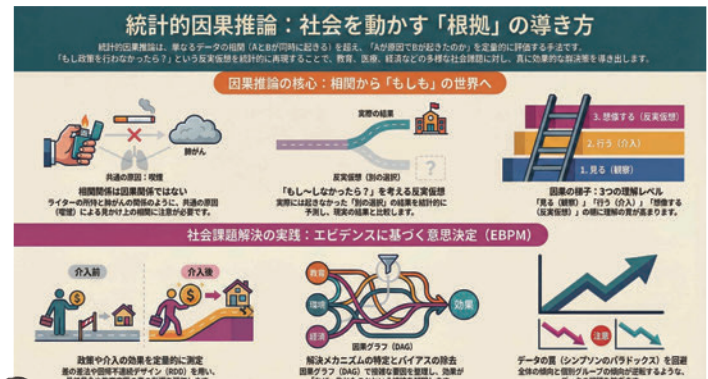 統計的因果推論：社会を動かす「根拠」の導き方
統計的因果推論は、単なるデータの相関（AとBが同時に起きる）を超え、「Aが原因でBが起きたのか」を定量的に評価する手法です。
「もし政策を行わなかったら？」という反実仮想を統計的に再現することで、教育、医療、経済などの多様な社会課題に対し、真に効果的な解決策を導き出します。
因果推論の核心：相関から「もしも」の世界へ
肺がん
共通の原因：喫煙
相関関係は因果関係ではない
ライターの所持と肺がんの関係のように、共通の原因
（喫煙）による見かけ上の相関に注意が必要です。
実際の結果
反実仮想（別の選択）
?
「もし〜しなかったら？」を考える反実仮想
実際には起きなかった「別の選択」の結果を統計的に
予測し、現実の結果と比較します。
3. 想像する（反実仮想）
2. 行う（介入）
1. 見る（観察）
因果の梯子：3つの理解レベル
「見る（観察）」「行う（介入）」「想像する
（反実仮想）」の順に理解の質が高まります。
社会課題解決の実践：エビデンスに基づく意思決定（EBPM）
介入前
介入後
$
$
政策や介入の効果を定量的に測定
差の差法や回帰不連続デザイン（RDD）を用い、
教育
環境
経済
効果
因果グラフ（DAG）
解決メカニズムの特定とバイアスの除去
因果グラフ（DAG）で複雑な要因を整理し、効果が
注意
データの罠（シンプソンのパラドックス）を回避
全体の傾向と個別グループの傾向が逆転するような、